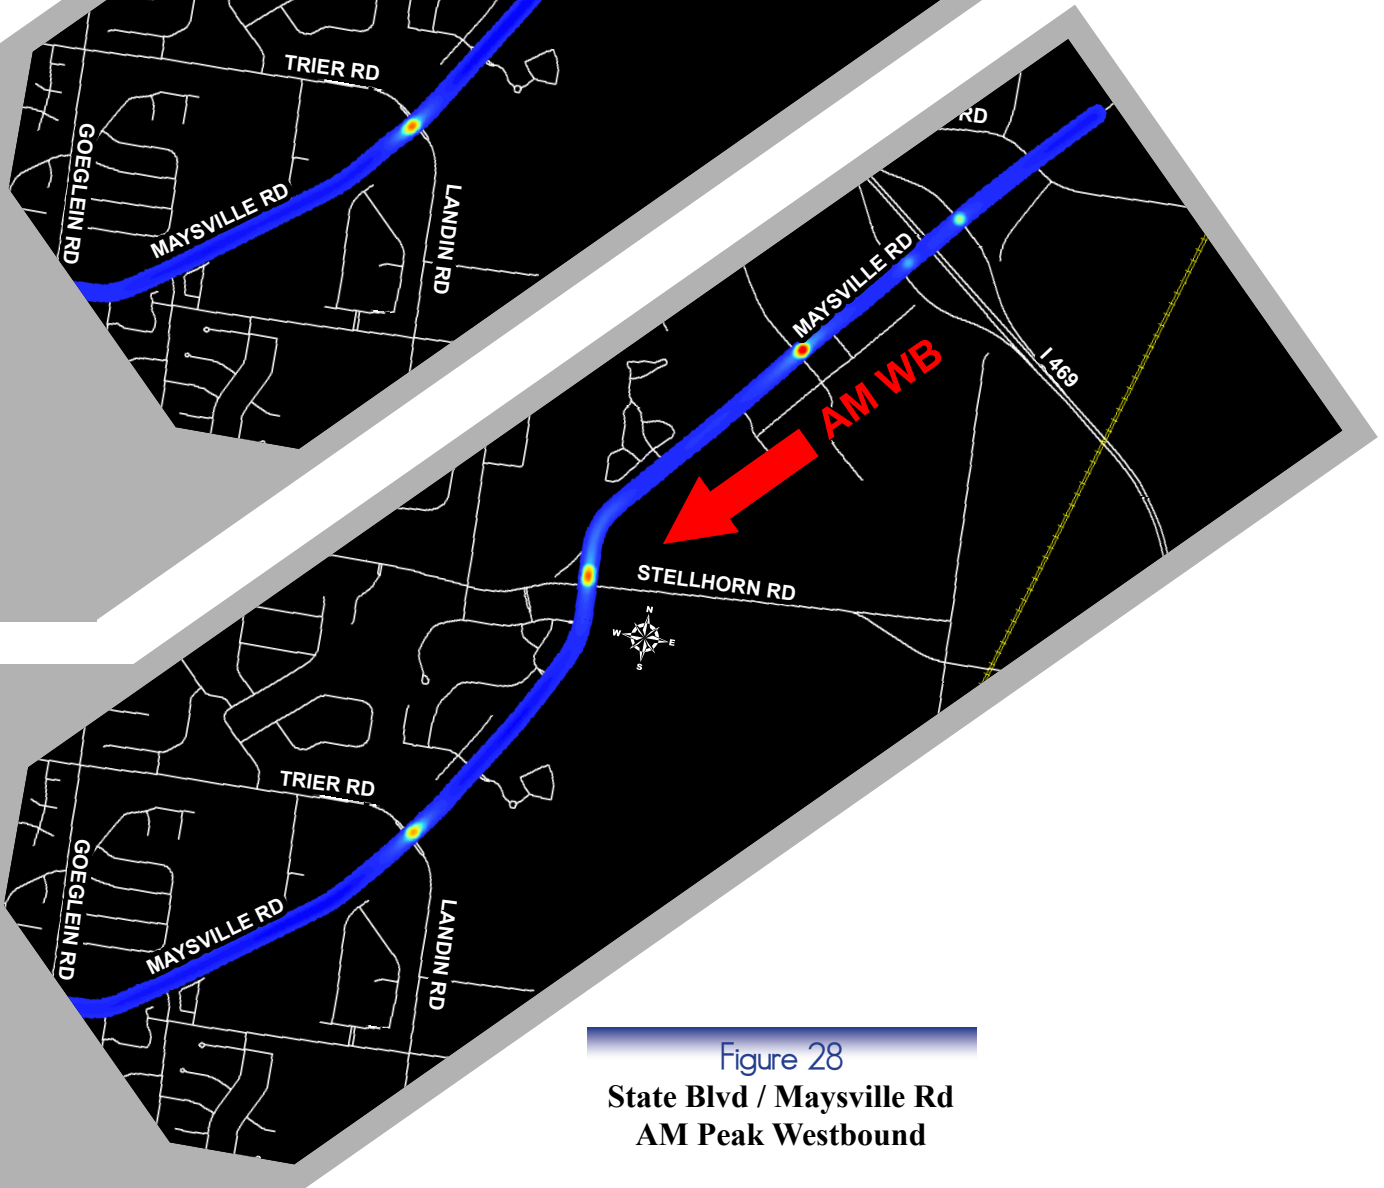 TRIER RD
GOEGLEIN RD
MAYSVILLE RD
LANDIN RD
RD
MAYSVILLE RD
I 469
AM WB
STELLHORN RD
N
W
E
S
TRIER RD
GOEGLEIN RD
MAYSVILLE RD
LANDIN RD
Figure 28
State Blvd / Maysville Rd
AM Peak Westbound